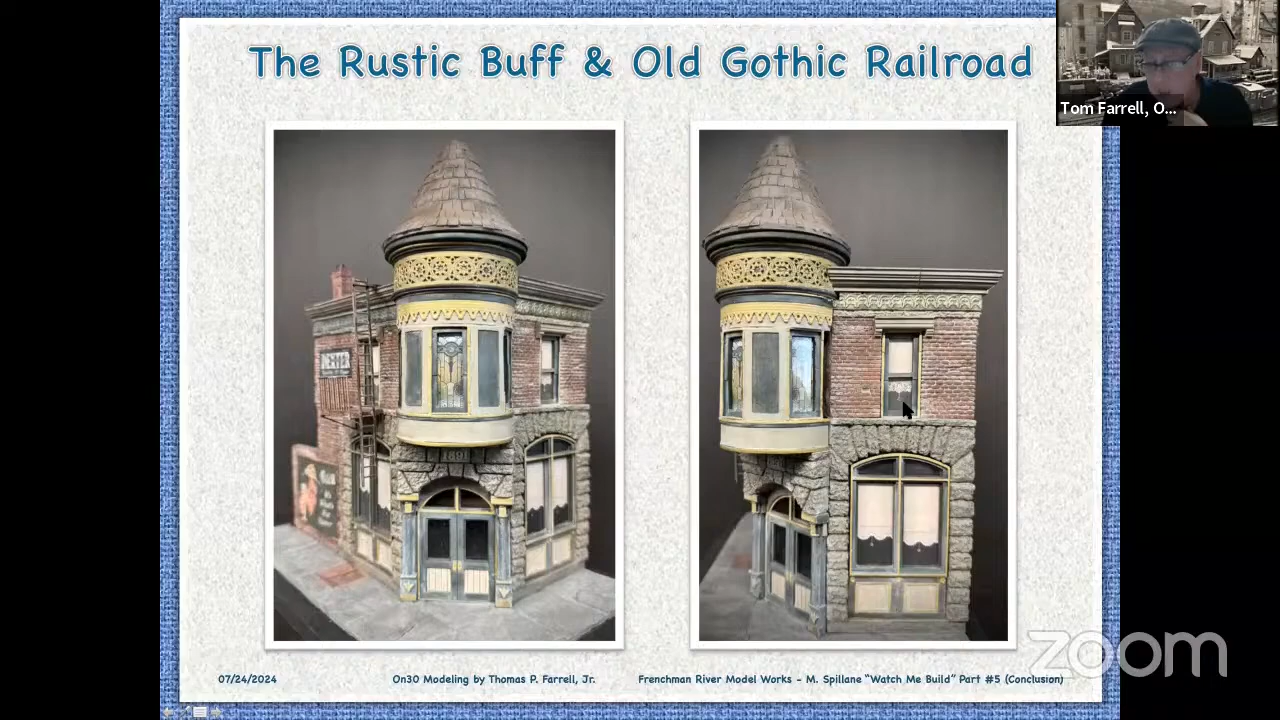 The Rustic Buff & Old Gothic Railroad
Tom Farrell, O...
1891
zoom
07/24/2024
On30 Modeling by Thomas P. Farrell, Jr.
Frenchman River Model Works - M. Spillane "Watch Me Build" Part #5 (Conclusion)